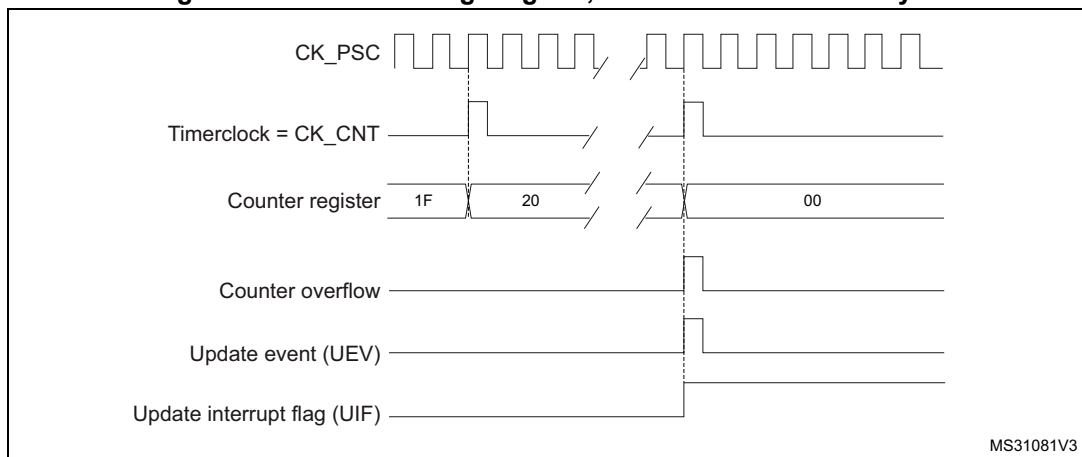 CK_PSC
Timerclock = CK_CNT
Counter register 1F 20 00
Counter overflow
Update event (UEV)
Update interrupt flag (UIF)
MS31081V3